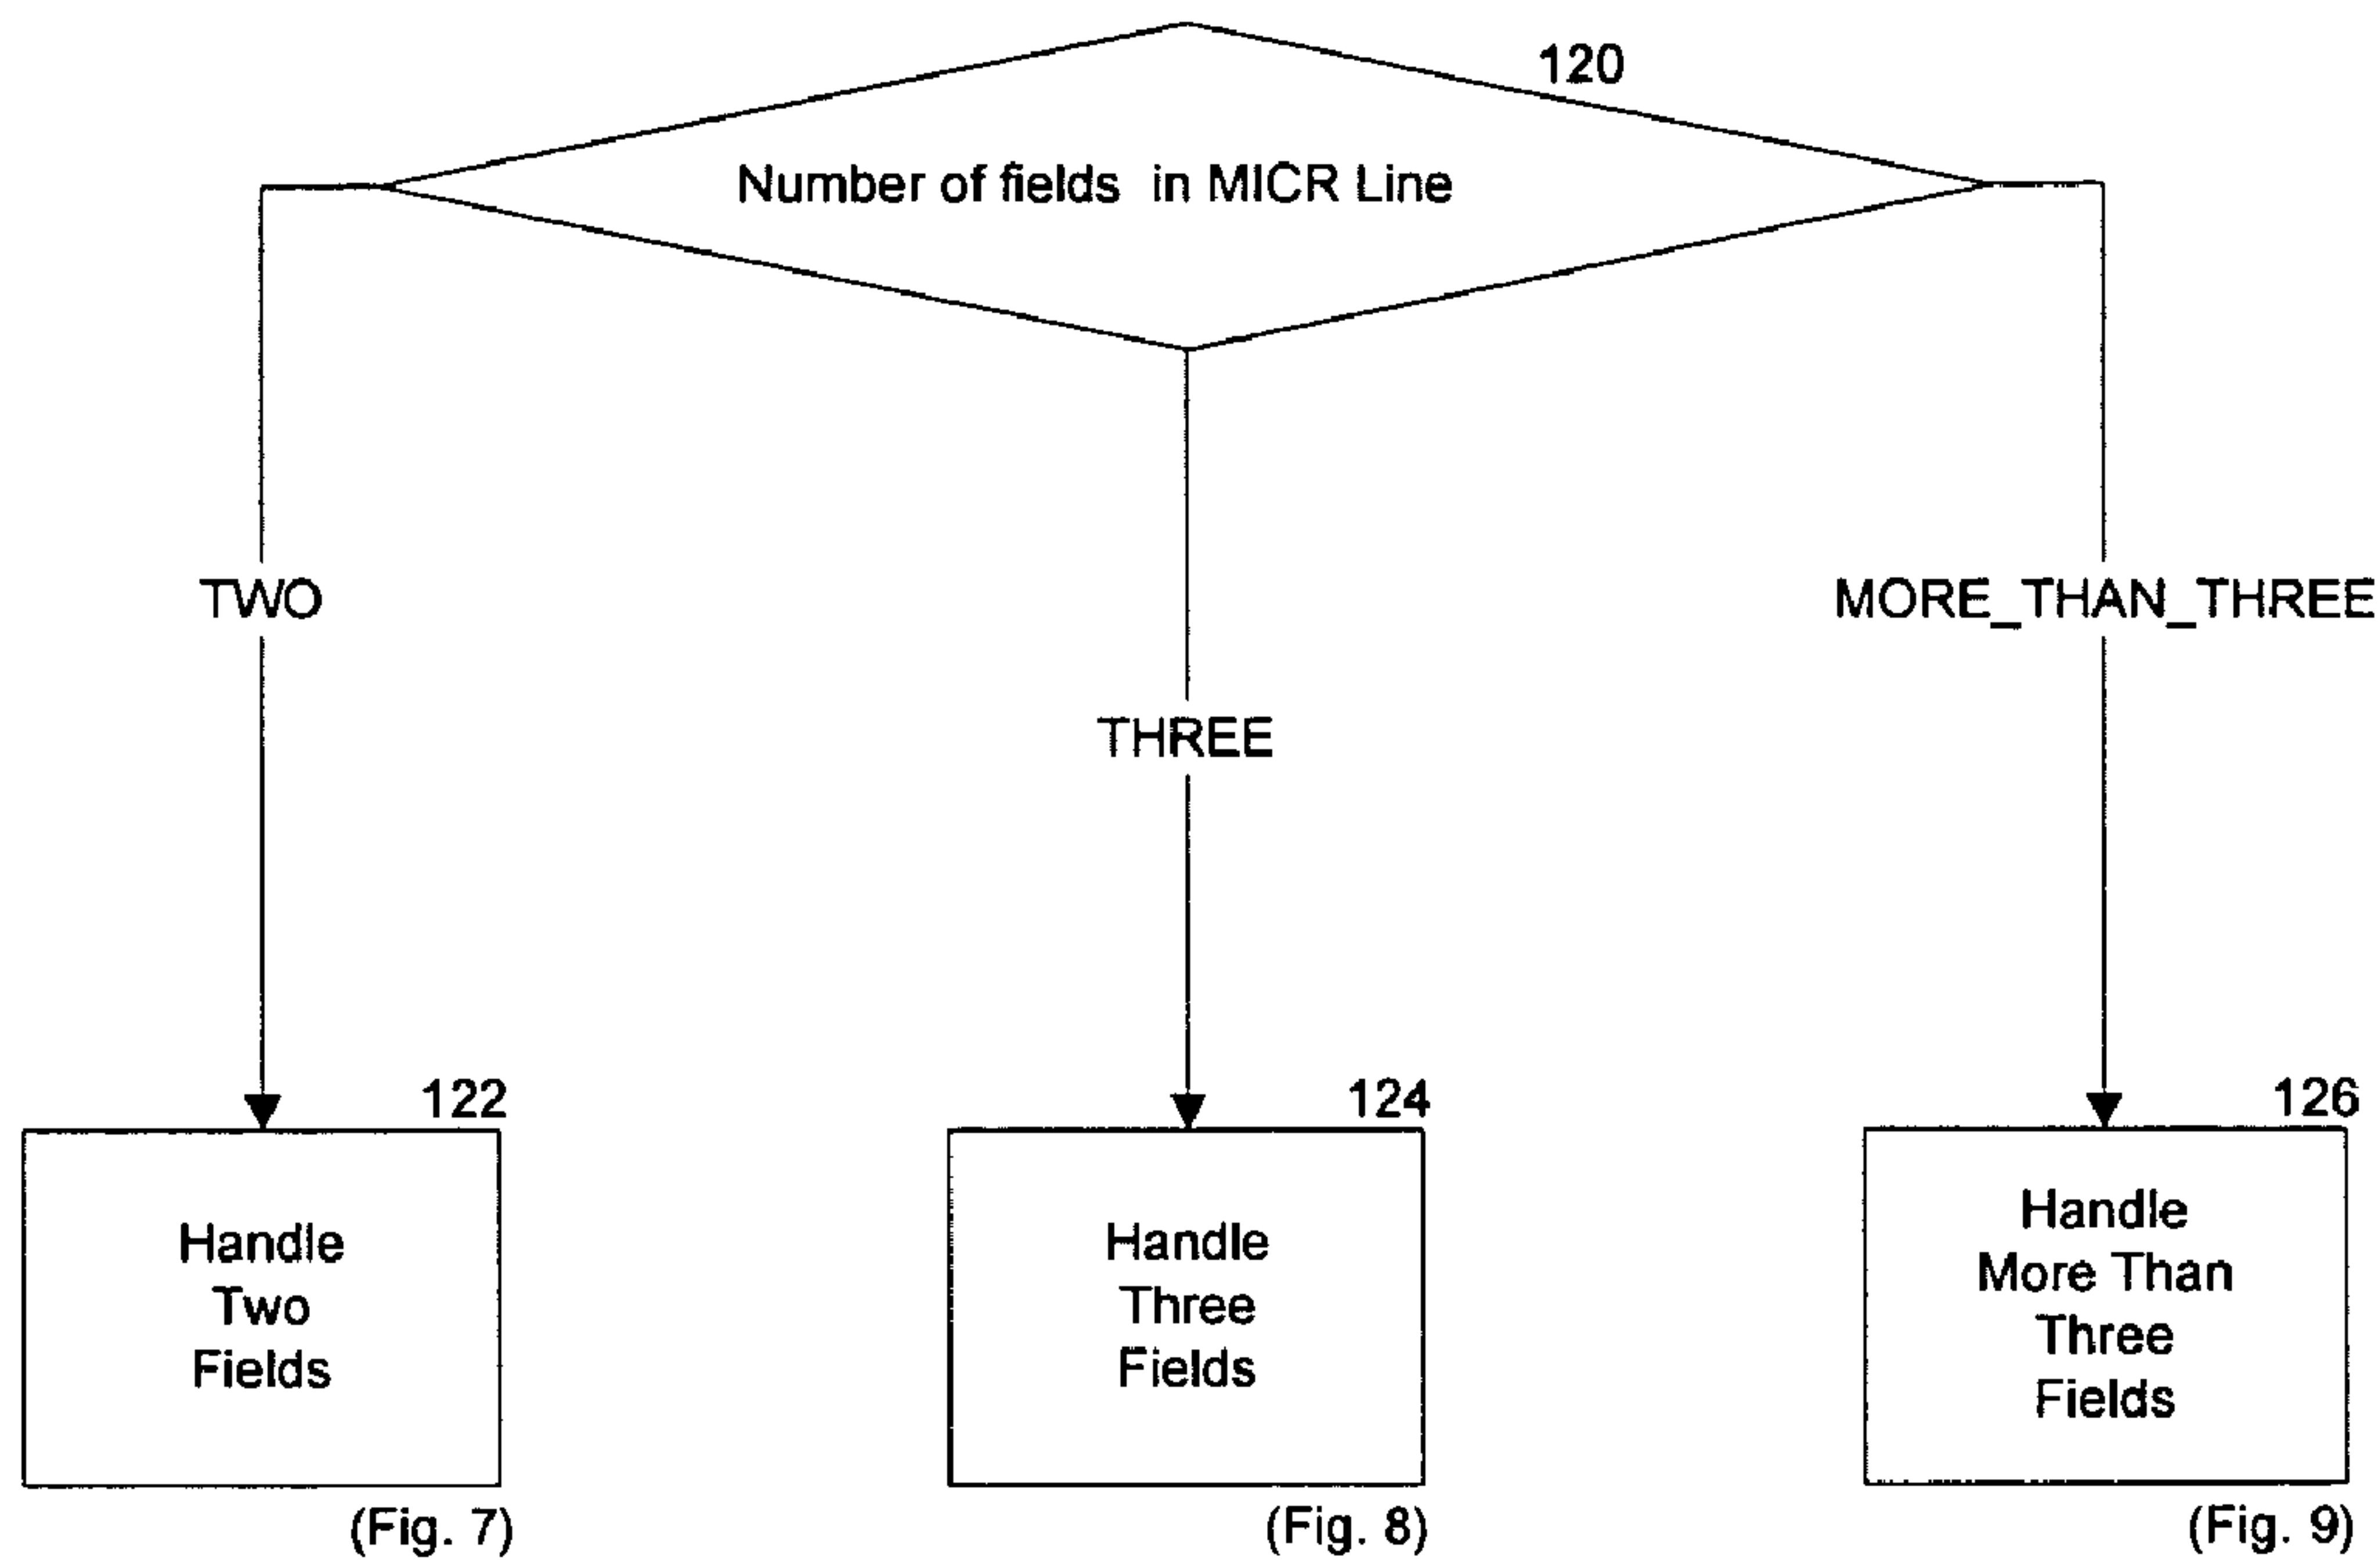 120
Number of fields in MICR Line
TWO
MORE_THAN_THREE
THREE
122
124
126
Handle
Two
Fields
Handle
Three
Fields
Handle
More Than
Three
Fields
(Fig. 7)
(Fig. 8)
(Fig. 9)